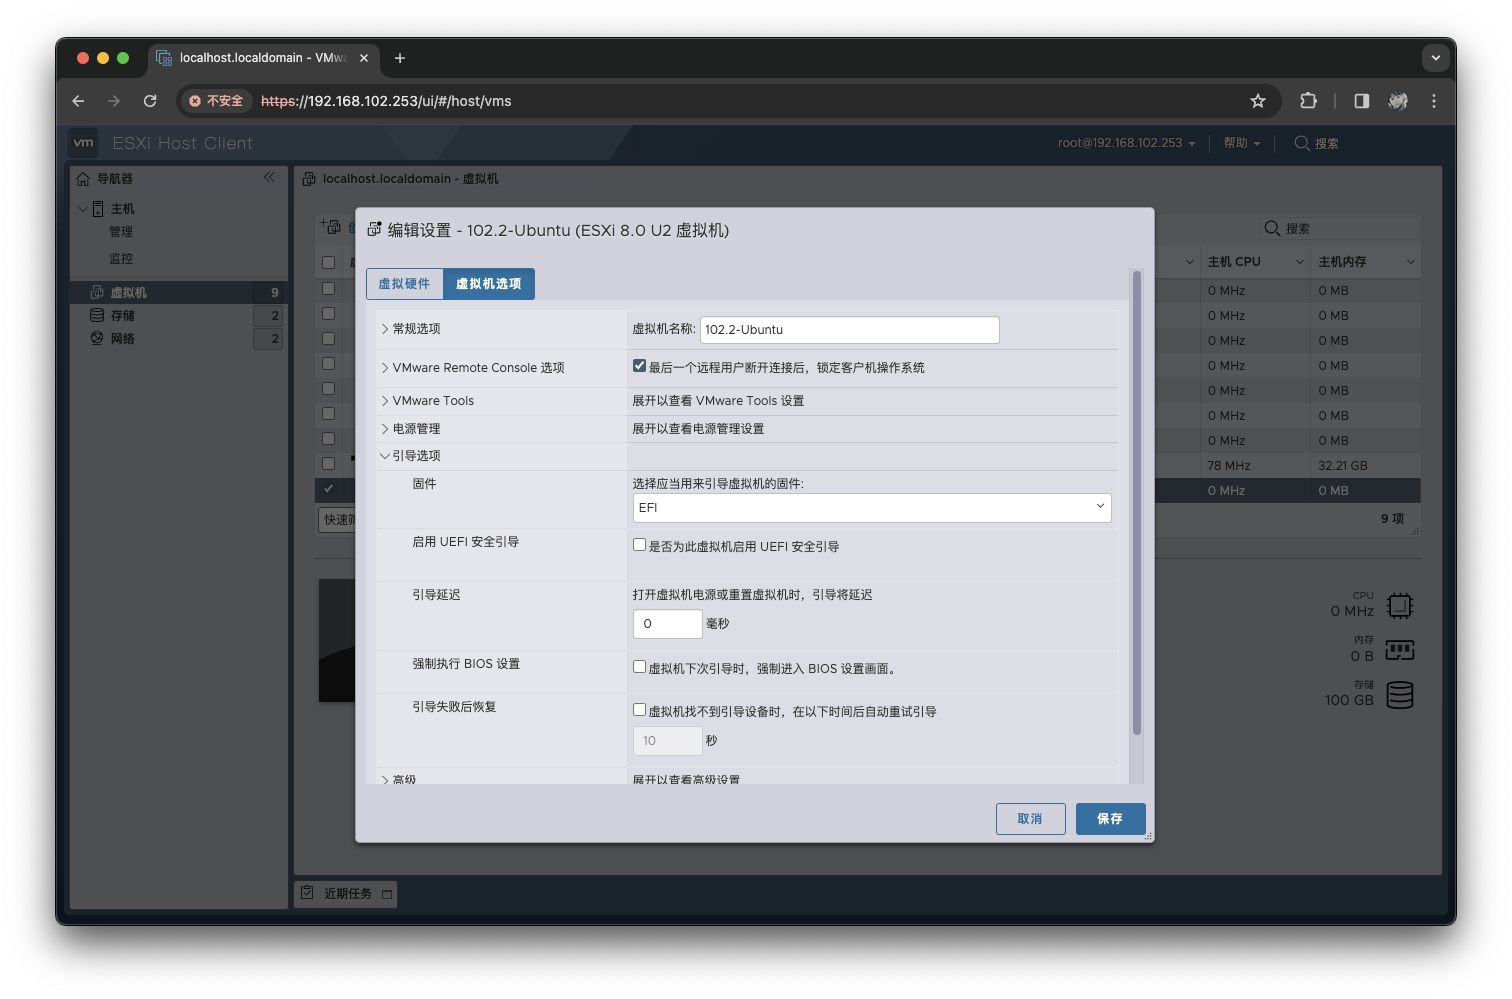 localhost.localdomain - VMw
不安全 https://192.168.102.253/ui/#/host/vms
vm ESXi Host Client
root@192.168.102.253
帮助
搜索
导航器
主机
管理
监控
虚拟机 9
存储 2
网络 2
localhost.localdomain - 虚拟机
搜索
主机 CPU 主机内存
0 MHz 0 MB
0 MHz 0 MB
0 MHz 0 MB
0 MHz 0 MB
0 MHz 0 MB
0 MHz 0 MB
0 MHz 0 MB
78 MHz 32.21 GB
0 MHz 0 MB
快速
9 项
CPU
0 MHz
内存
0 B
存储
100 GB
编辑设置 - 102.2-Ubuntu (ESXi 8.0 U2 虚拟机)
虚拟硬件 虚拟机选项
常规选项 虚拟机名称: 102.2-Ubuntu
VMware Remote Console 选项 最后一个远程用户断开连接后，锁定客户机操作系统
VMware Tools 展开以查看 VMware Tools 设置
电源管理 展开以查看电源管理设置
引导选项
固件 选择应当用来引导虚拟机的固件:
EFI
启用 UEFI 安全引导 是否为此虚拟机启用 UEFI 安全引导
引导延迟 打开虚拟机电源或重置虚拟机时，引导将延迟
0 毫秒
强制执行 BIOS 设置 虚拟机下次引导时，强制进入 BIOS 设置画面。
引导失败后恢复 虚拟机找不到引导设备时，在以下时间后自动重试引导
10 秒
高级 展开以查看高级设置
取消 保存
近期任务